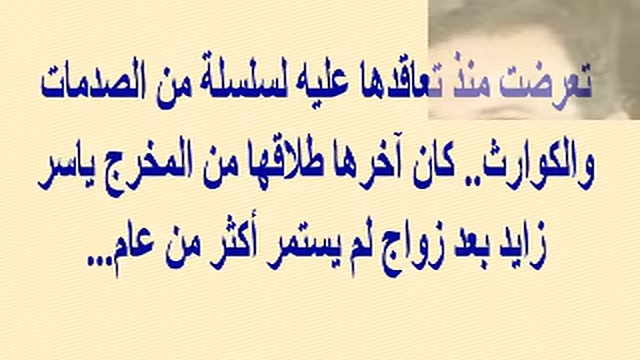 تعرضت منذ تعاقدها عليه لسلسلة من الصدمات
والكوارث.. كان آخرها طلاقها من المخرج ياسر
زايد بعد زواج لم يستمر أكثر من عام...